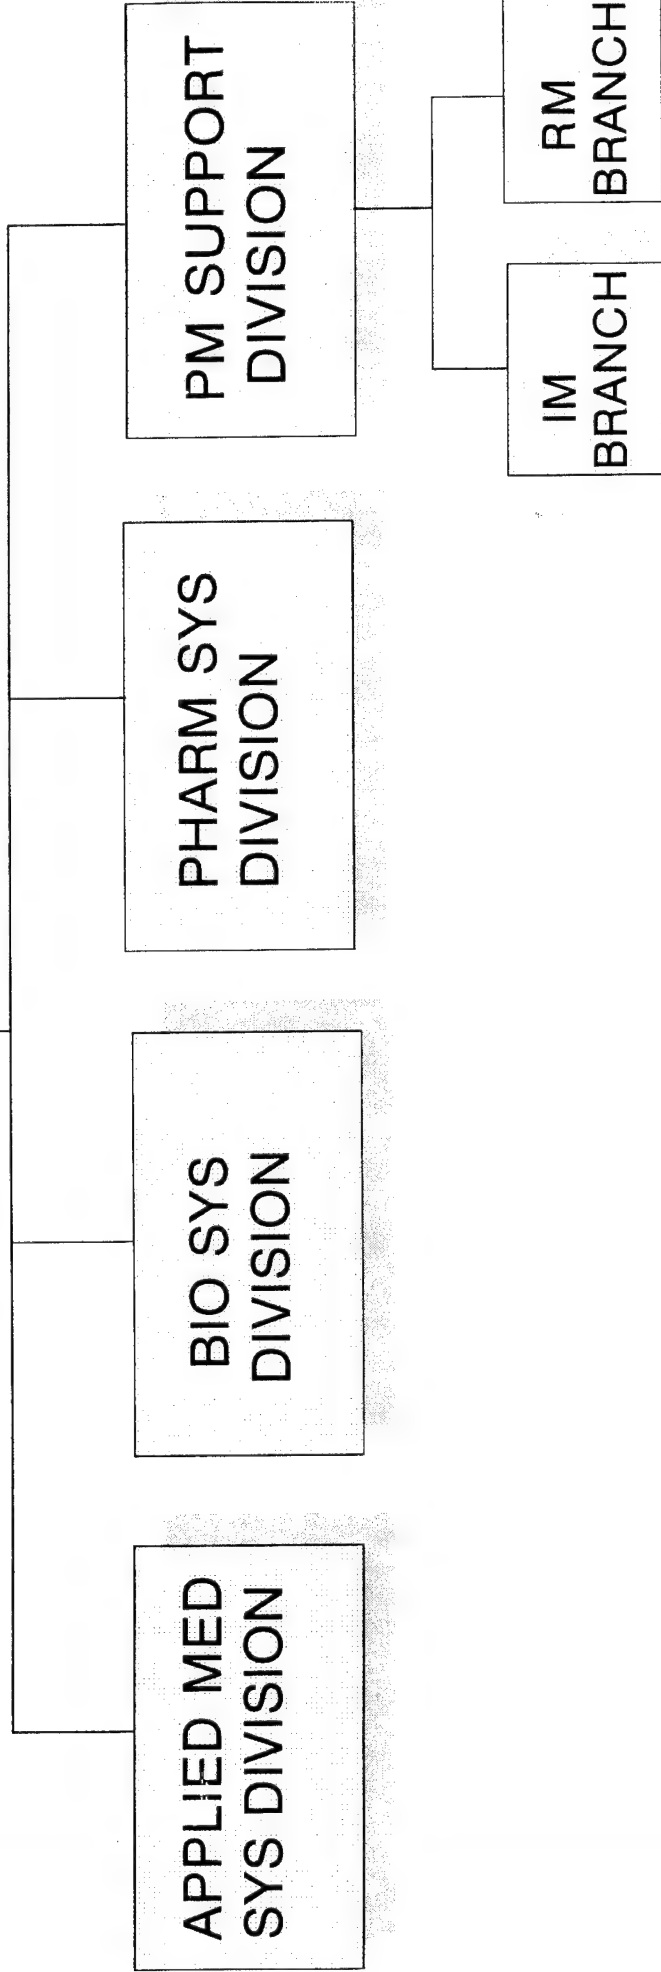 APPLIED MED
SYS DIVISION
BIO SYS
DIVISION
PHARM SYS
DIVISION
PM SUPPORT
DIVISION
IM
BRANCH
RM
BRANCH